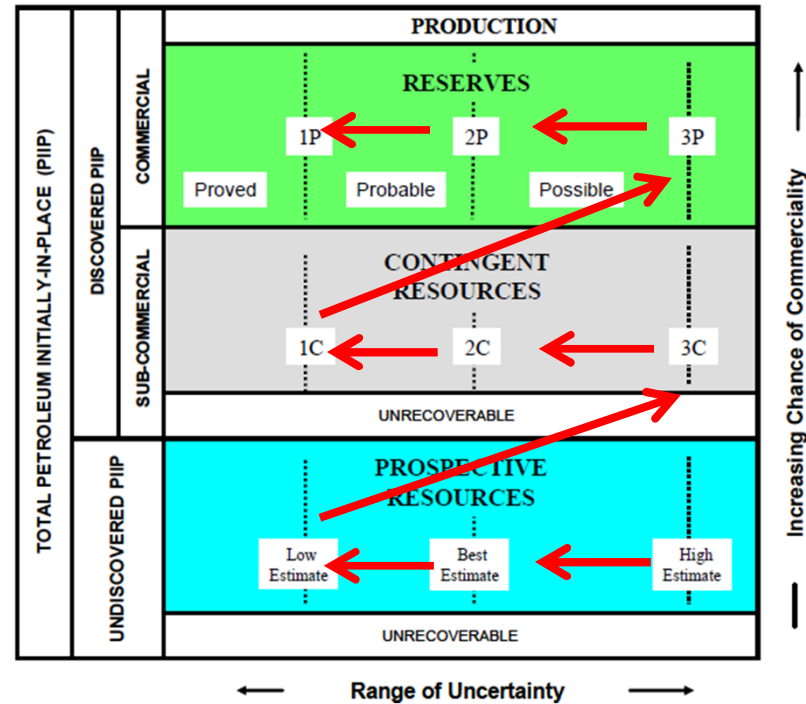 PRODUCTION
RESERVES
1P
2P
3P
Proved
Probable
Possible
CONTINGENT
RESOURCES
1C
2C
3C
UNRECOVERABLE
PROSPECTIVE
RESOURCES
Low
Estimate
Best
Estimate
High
Estimate
UNRECOVERABLE
TOTAL PETROLEUM INITIALLY-IN-PLACE (PIIP)
DISCOVERED PIIP
UNDISCOVERED PIIP
COMMERCIAL
SUB-COMMERCIAL
Increasing Chance of Commerciality
Range of Uncertainty